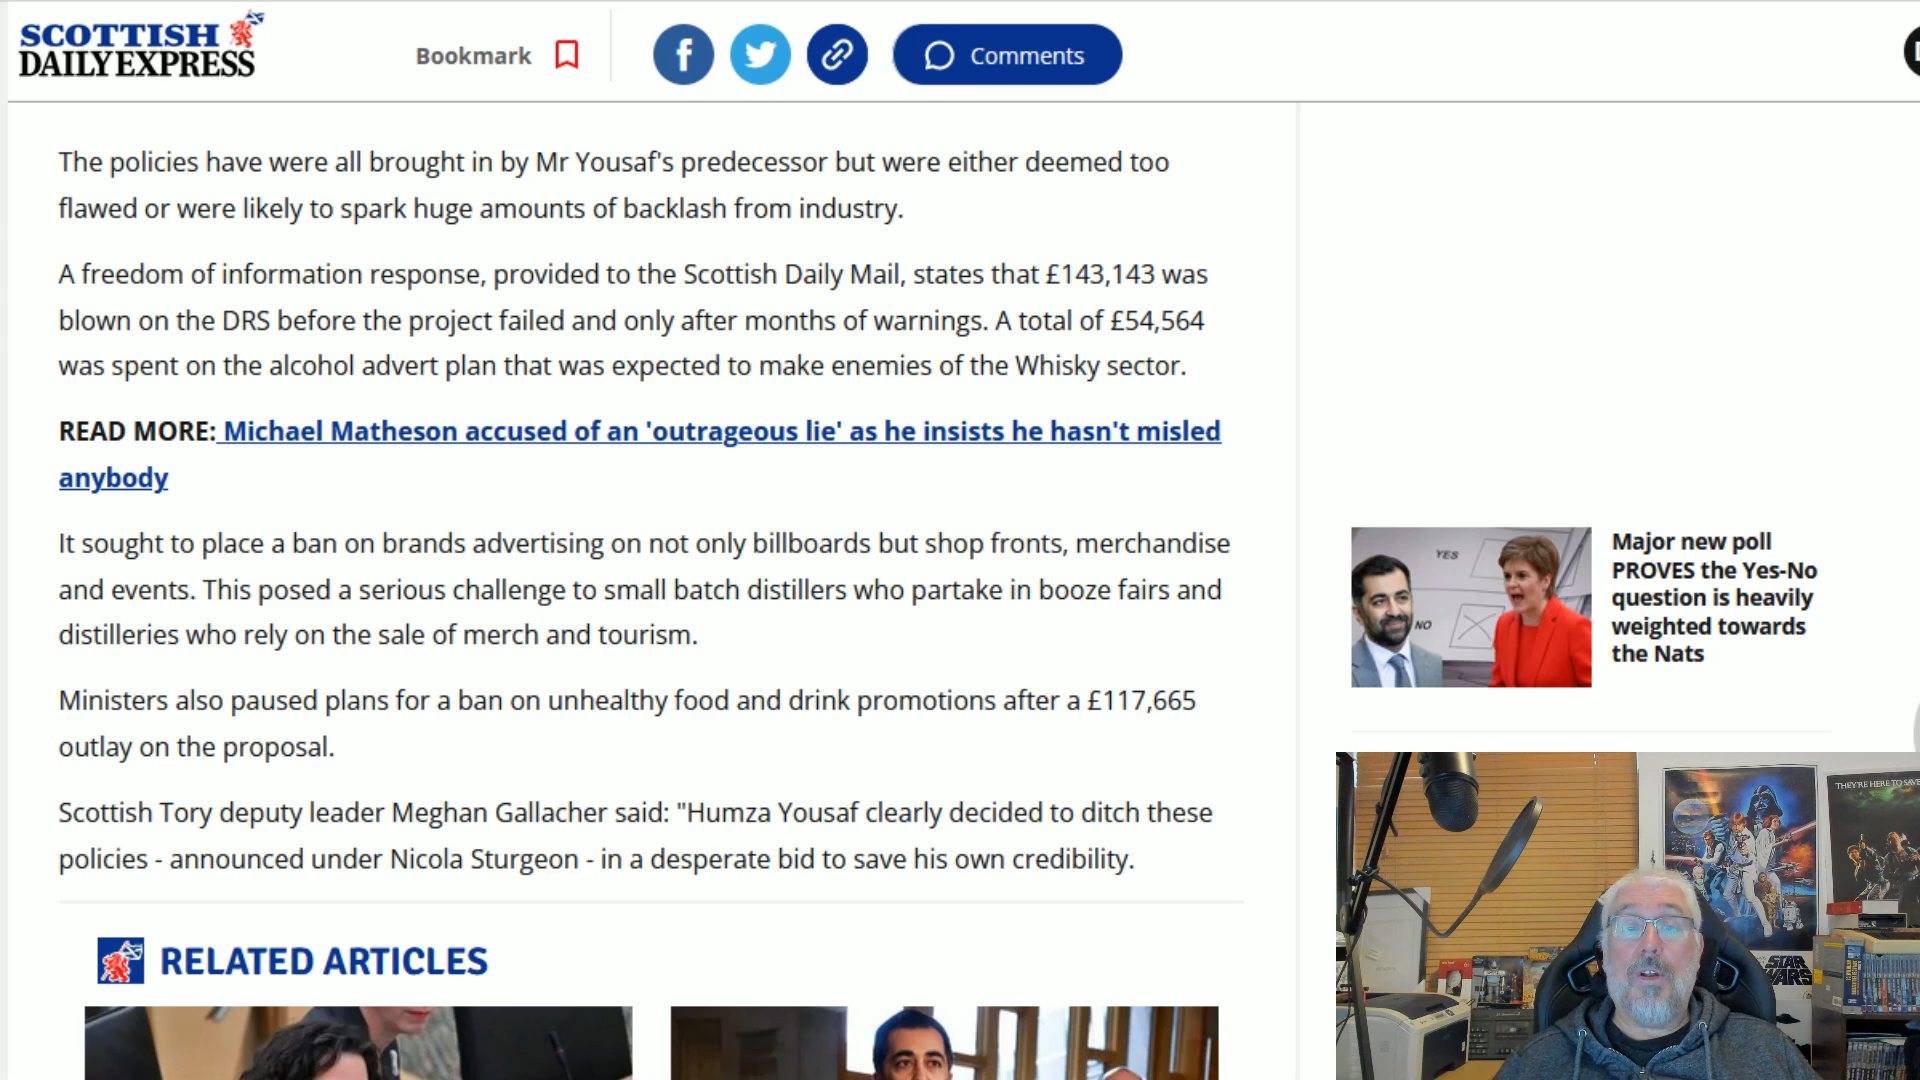 SCOTTISH
DAILY EXPRESS
Bookmark
Comments
The policies have were all brought in by Mr Yousaf's predecessor but were either deemed too
flawed or were likely to spark huge amounts of backlash from industry.
A freedom of information response, provided to the Scottish Daily Mail, states that £143,143 was
blown on the DRS before the project failed and only after months of warnings. A total of £54,564
was spent on the alcohol advert plan that was expected to make enemies of the Whisky sector.
READ MORE: Michael Matheson accused of an 'outrageous lie' as he insists he hasn't misled
anybody
It sought to place a ban on brands advertising on not only billboards but shop fronts, merchandise
and events. This posed a serious challenge to small batch distillers who partake in booze fairs and
distilleries who rely on the sale of merch and tourism.
Ministers also paused plans for a ban on unhealthy food and drink promotions after a £117,665
outlay on the proposal.
Scottish Tory deputy leader Meghan Gallacher said: "Humza Yousaf clearly decided to ditch these
policies - announced under Nicola Sturgeon - in a desperate bid to save his own credibility.
RELATED ARTICLES
YES
NO
Major new poll
PROVES the Yes-No
question is heavily
weighted towards
the Nats
THEY'RE HERE TO SAVE
STAR
WARS